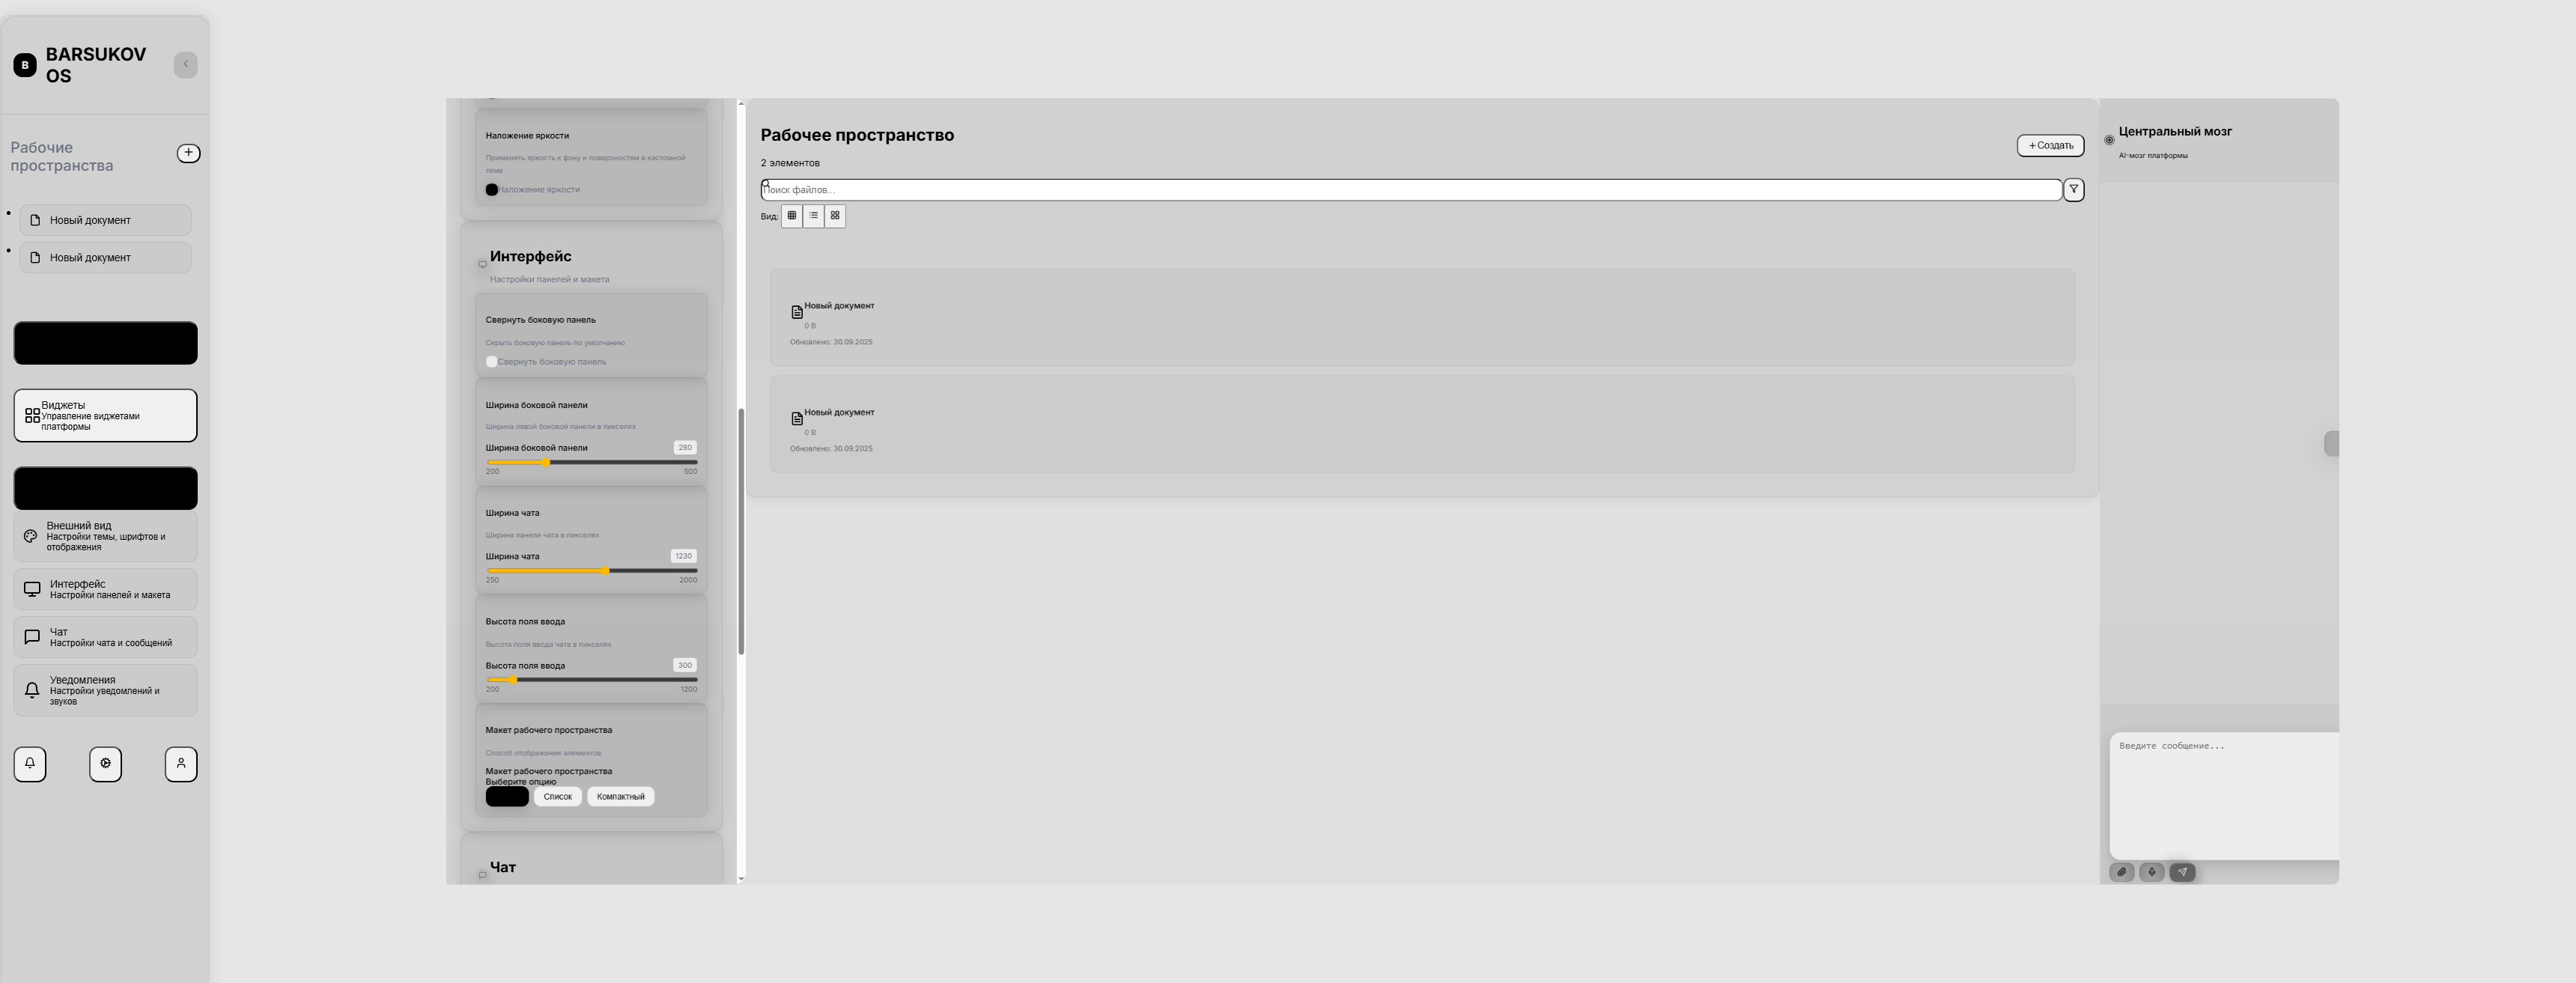 B
BARSUKOV
OS
Рабочие
пространства
Новый документ
Новый документ
Виджеты
Управление виджетами
платформы
Внешний вид
Настройки темы, шрифтов и
отображения
Интерфейс
Настройки панелей и макета
Чат
Настройки чата и сообщений
Уведомления
Настройки уведомлений и
звуков
Наложение яркости
Применять яркость к фону и поверхностям в кастомной
теме
Наложение яркости
Интерфейс
Настройки панелей и макета
Свернуть боковую панель
Скрыть боковую панель по умолчанию
Свернуть боковую панель
Ширина боковой панели
Ширина левой боковой панели в пикселях
Ширина боковой панели 280
200 500
Ширина чата
Ширина панели чата в пикселях
Ширина чата 1230
250 2000
Высота поля ввода
Высота поля ввода чата в пикселях
Высота поля ввода 300
200 1200
Макет рабочего пространства
Способ отображения элементов
Макет рабочего пространства
Выберите опцию
Список Компактный
Чат
Рабочее пространство
+Создать
2 элементов
Поиск файлов...
Вид:
Новый документ
0 B
Обновлено: 30.09.2025
Новый документ
0 B
Обновлено: 30.09.2025
Центральный мозг
AI-мозг платформы
Введите сообщение...